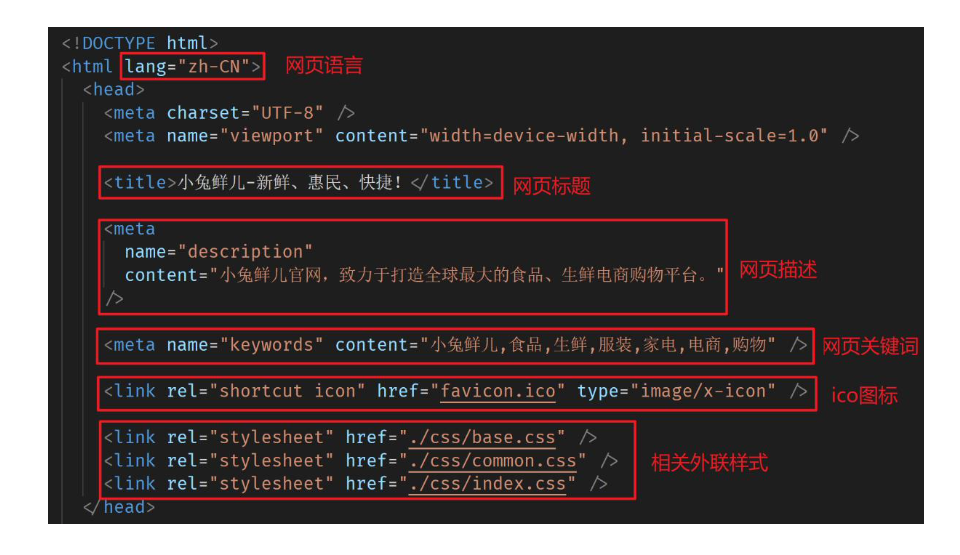 <!DOCTYPE html>
<html lang="zh-CN"> 网页语言
<head>
<meta charset="UTF-8" />
<meta name="viewport" content="width=device-width, initial-scale=1.0" />
<title>小兔鲜儿-新鲜、惠民、快捷!</title> 网页标题
<meta
name="description"
content="小兔鲜儿官网，致力于打造全球最大的食品、生鲜电商购物平台。" 网页描述
/>
<meta name="keywords" content="小兔鲜儿,食品,生鲜,服装,家电,电商,购物" /> 网页关键词
<link rel="shortcut icon" href="favicon.ico" type="image/x-icon" /> ico图标
<link rel="stylesheet" href="./css/base.css" />
<link rel="stylesheet" href="./css/common.css" /> 相关外联样式
<link rel="stylesheet" href="./css/index.css" />
</head>